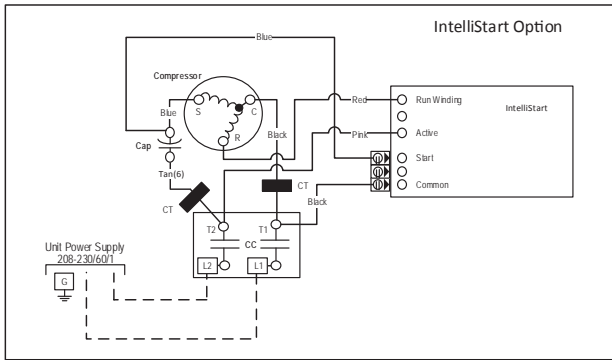 IntelliStart Option
Blue
Compressor
S
C
R
Blue
Cap
Tan(6)
CT
Black
CT
Red
Pink
Black
Run Winding
IntelliStart
Active
Start
Common
T2
T1
CC
L2
L1
Unit Power Supply
208-230/60/1
G